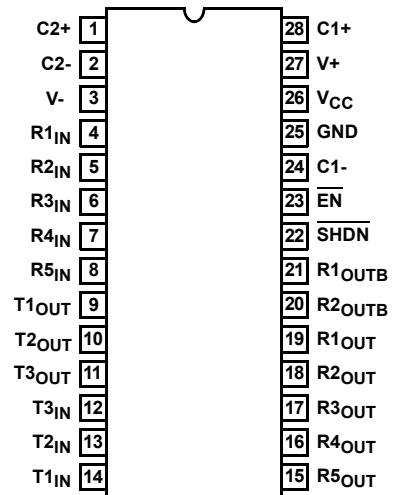 C2+ 1 28 C1+
C2- 2 27 V+
V- 3 26 VCC
R1IN 4 25 GND
R2IN 5 24 C1-
R3IN 6 23 EN
R4IN 7 22 SHDN
R5IN 8 21 R1OUTB
T1OUT 9 20 R2OUTB
T2OUT 10 19 R1OUT
T3OUT 11 18 R2OUT
T3IN 12 17 R3OUT
T2IN 13 16 R4OUT
T1IN 14 15 R5OUT